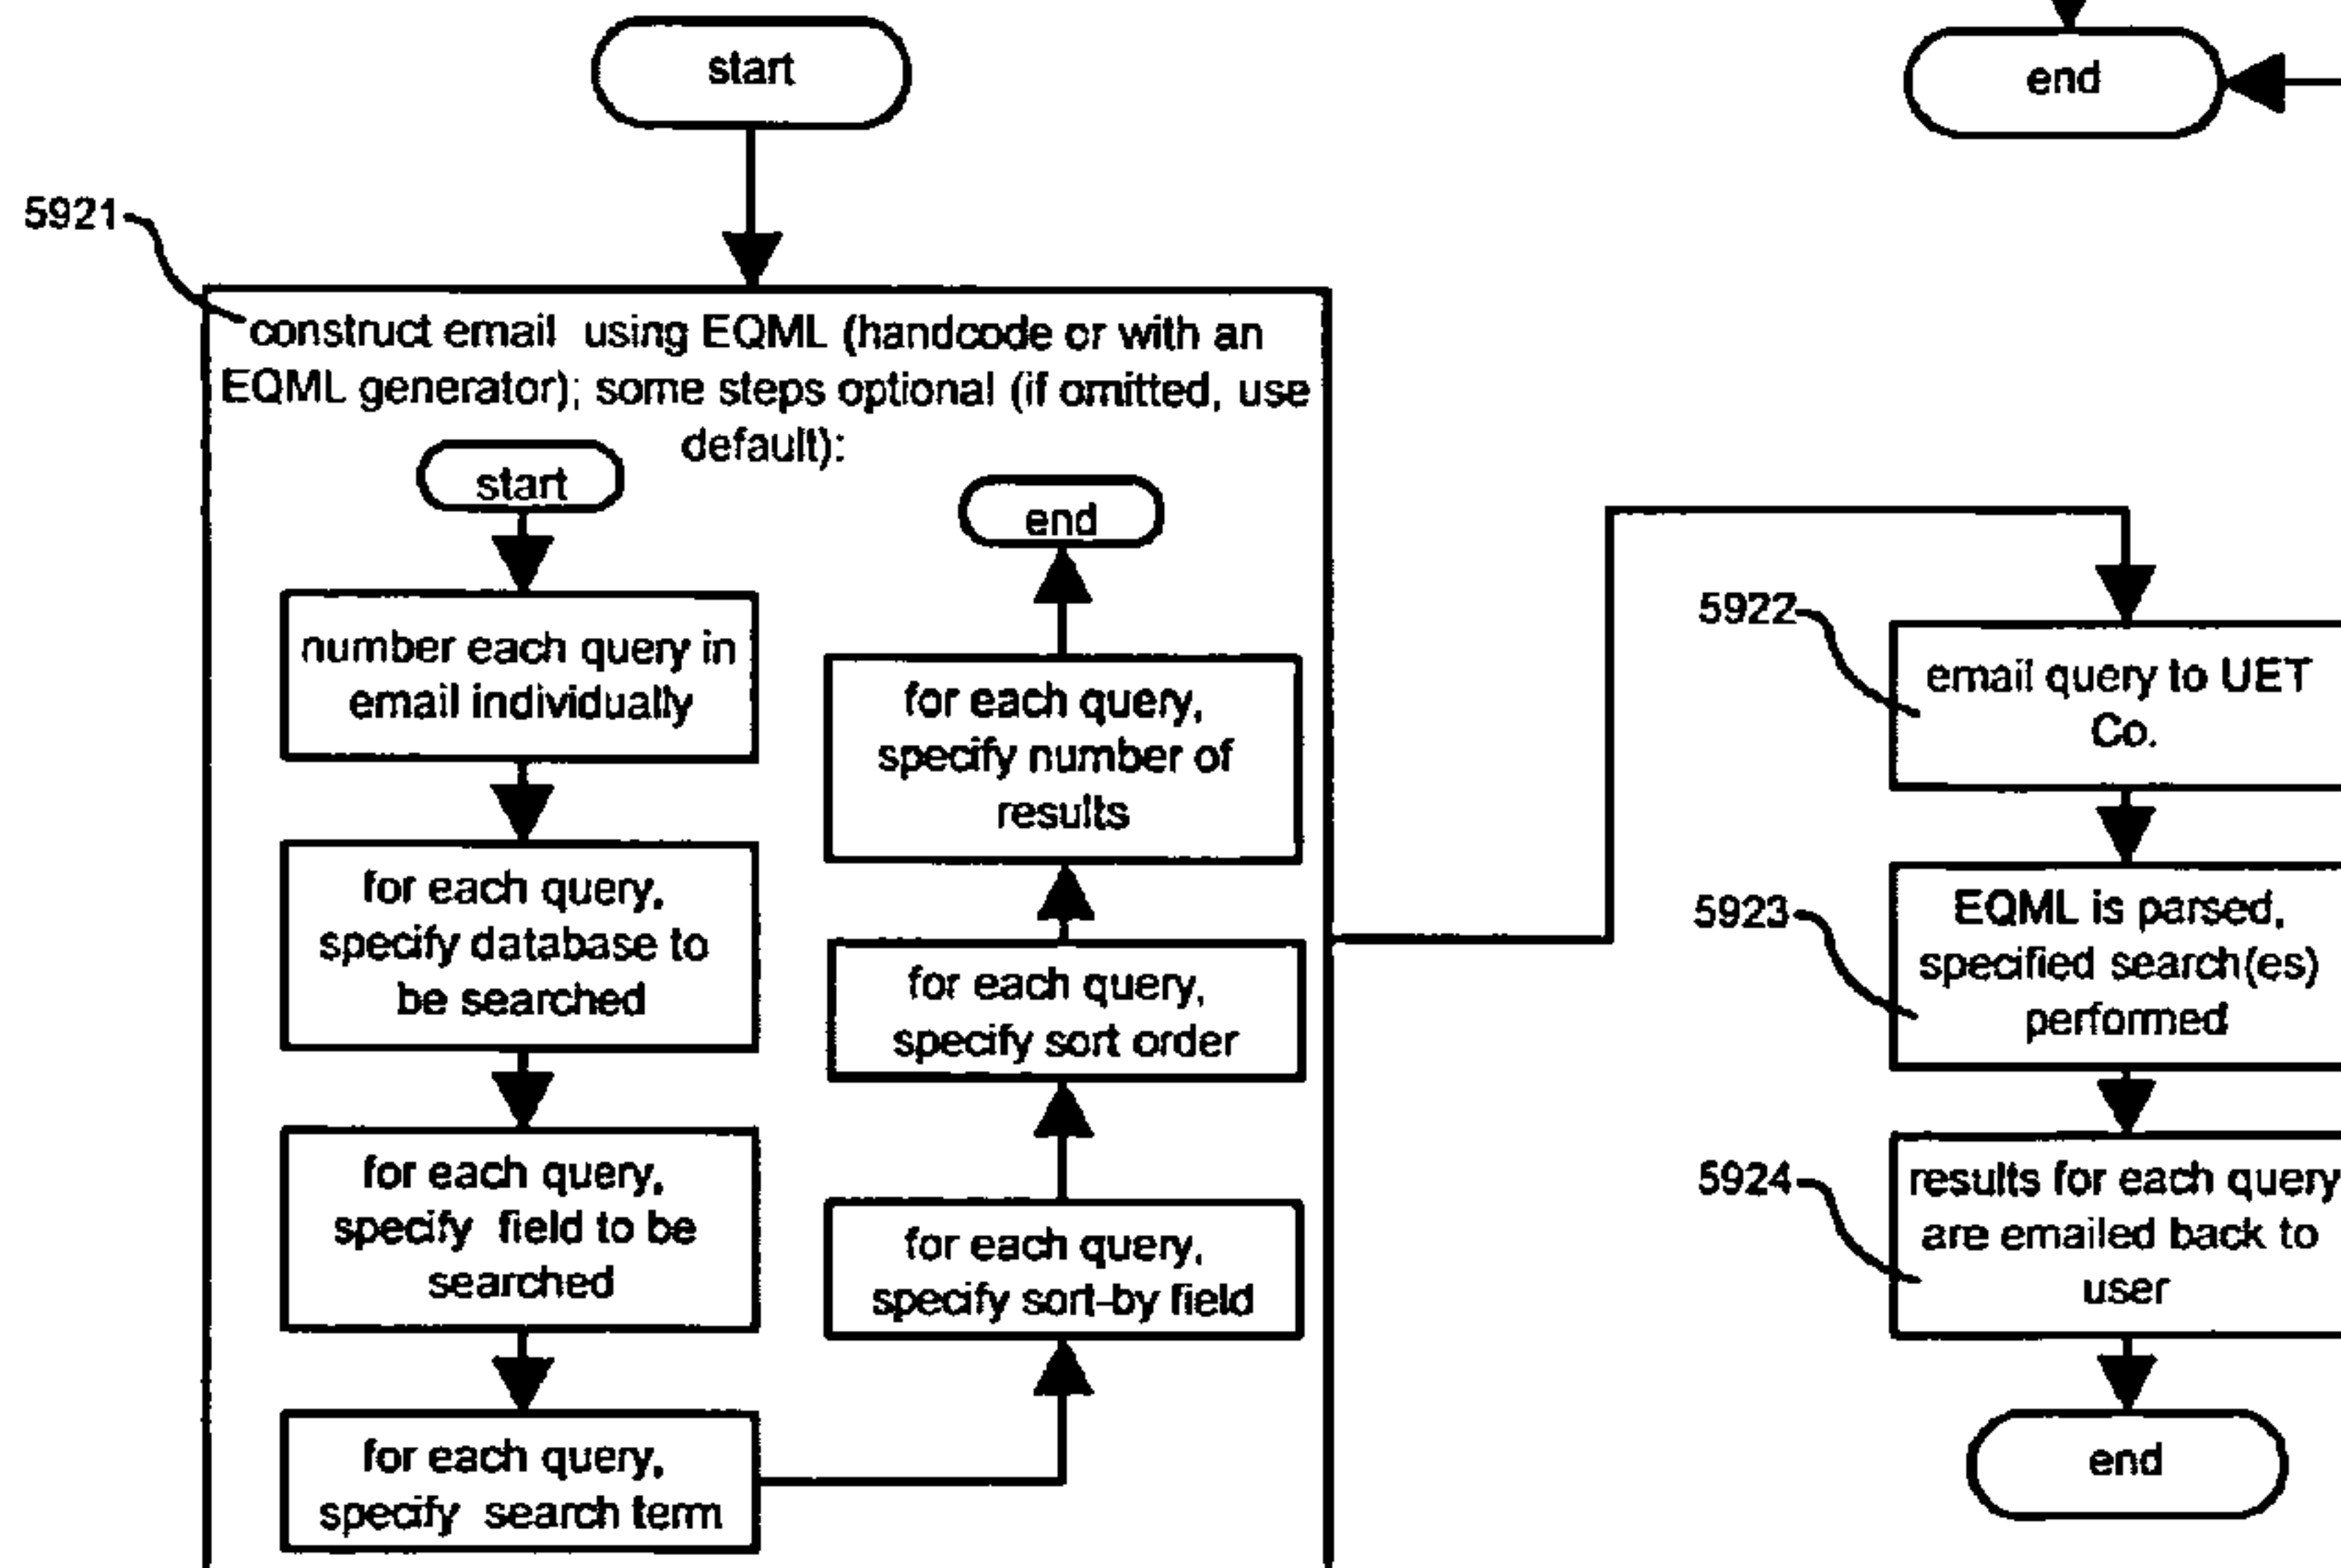 start
end
5921
construct email using EQML (handcode or with an
EQML generator); some steps optional (if omitted, use
default):
start
number each query in
email individually
for each query,
specify database to
be searched
for each query,
specify field to be
searched
for each query,
specify search term
for each query,
specify sort-by field
for each query,
specify sort order
for each query,
specify number of
results
end
5922
email query to UET
Co.
5923
EQML is parsed,
specified search(es)
performed
5924
results for each query
are emailed back to
user
end